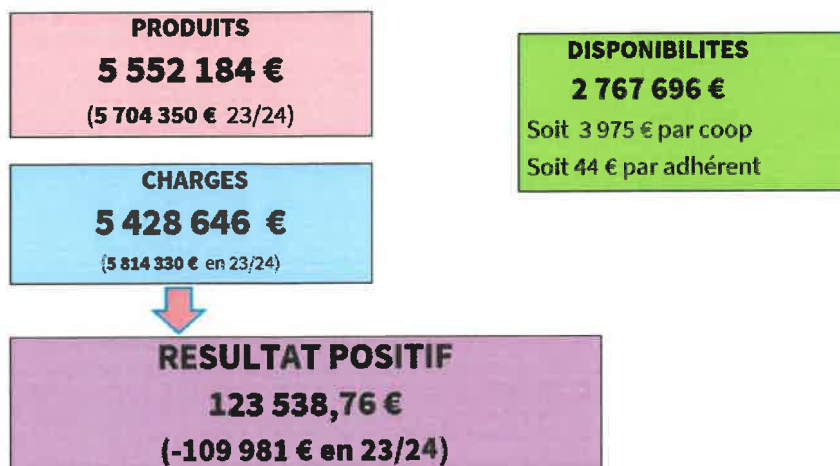 PRODUITS
5 552 184 €
(5 704 350 € 23/24)
DISPONIBILITES
2 767 696 €
Soit 3 975 € par coop
Soit 44 € par adhérent
CHARGES
5 428 646 €
(5 814 330 € en 23/24)
RESULTAT POSITIF
123 538,76 €
(-109 981 € en 23/24)